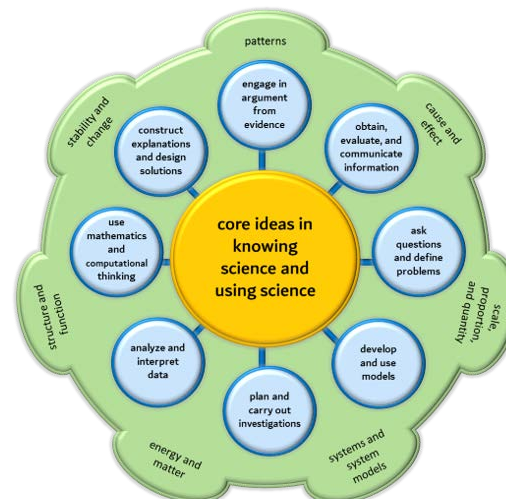 patterns
engage in
argument
from
evidence
obtain,
evaluate, and
communicate
information
cause and
effect
ask
questions
and define
problems
scale,
proportion,
and quantity
develop
and use
models
systems and
system
models
plan and
carry out
investigations
energy and
matter
analyze and
interpret
data
structure and
function
use
mathematics
and
computational
thinking
stability and
change
construct
explanations
and design
solutions
core ideas in
knowing
science and
using science